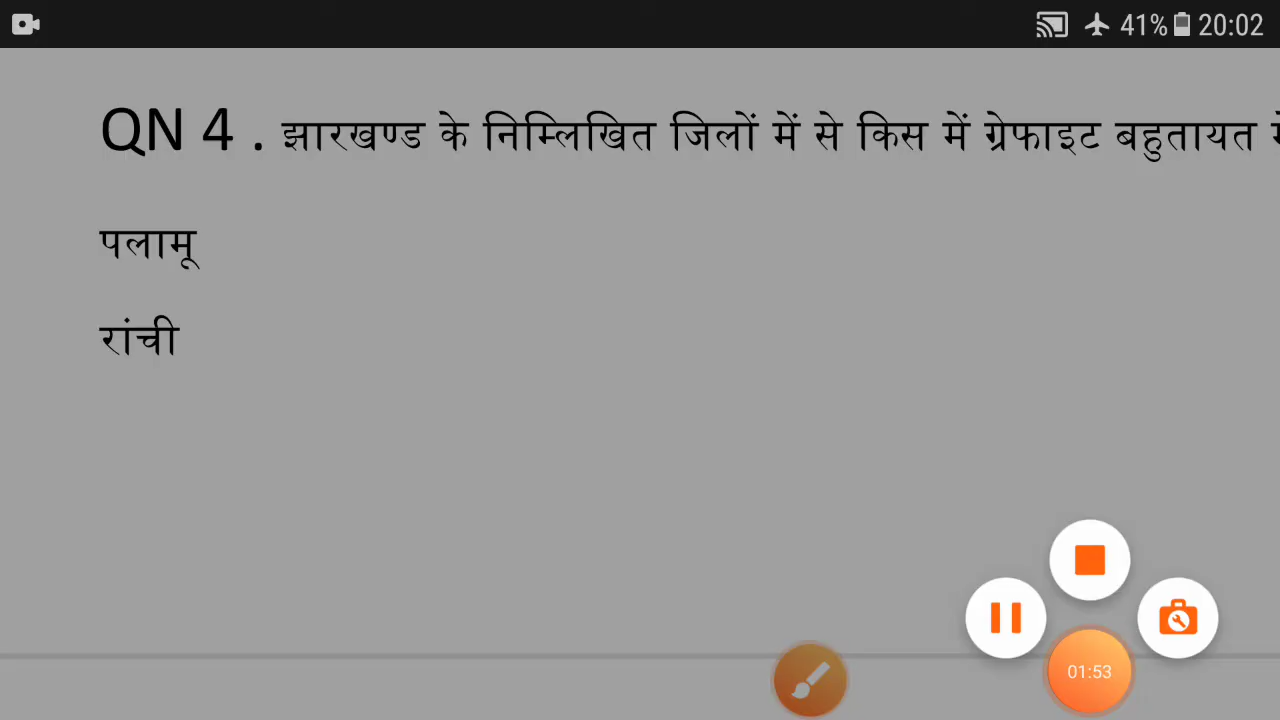 41% 20:02
QN 4 . झारखण्ड के निम्लिखित जिलों में से किस में ग्रेफाइट बहुतायत
पलामू
रांची
01:53